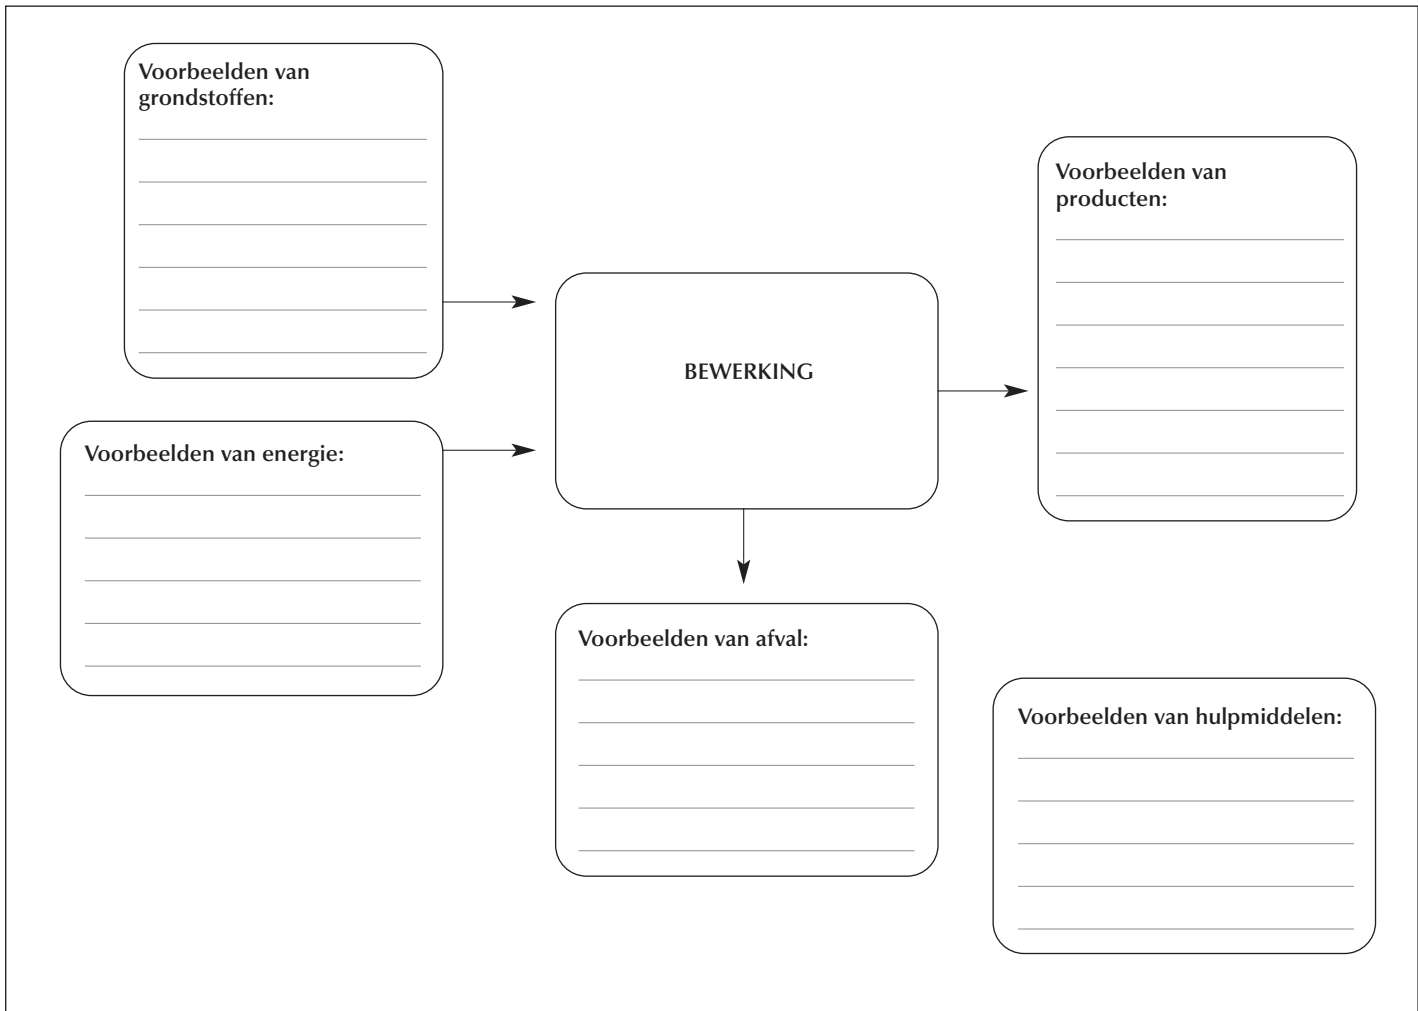 Voorbeelden van
grondstoffen:
Voorbeelden van
producten:
BEWERKING
Voorbeelden van energie:
Voorbeelden van afval:
Voorbeelden van hulpmiddelen: